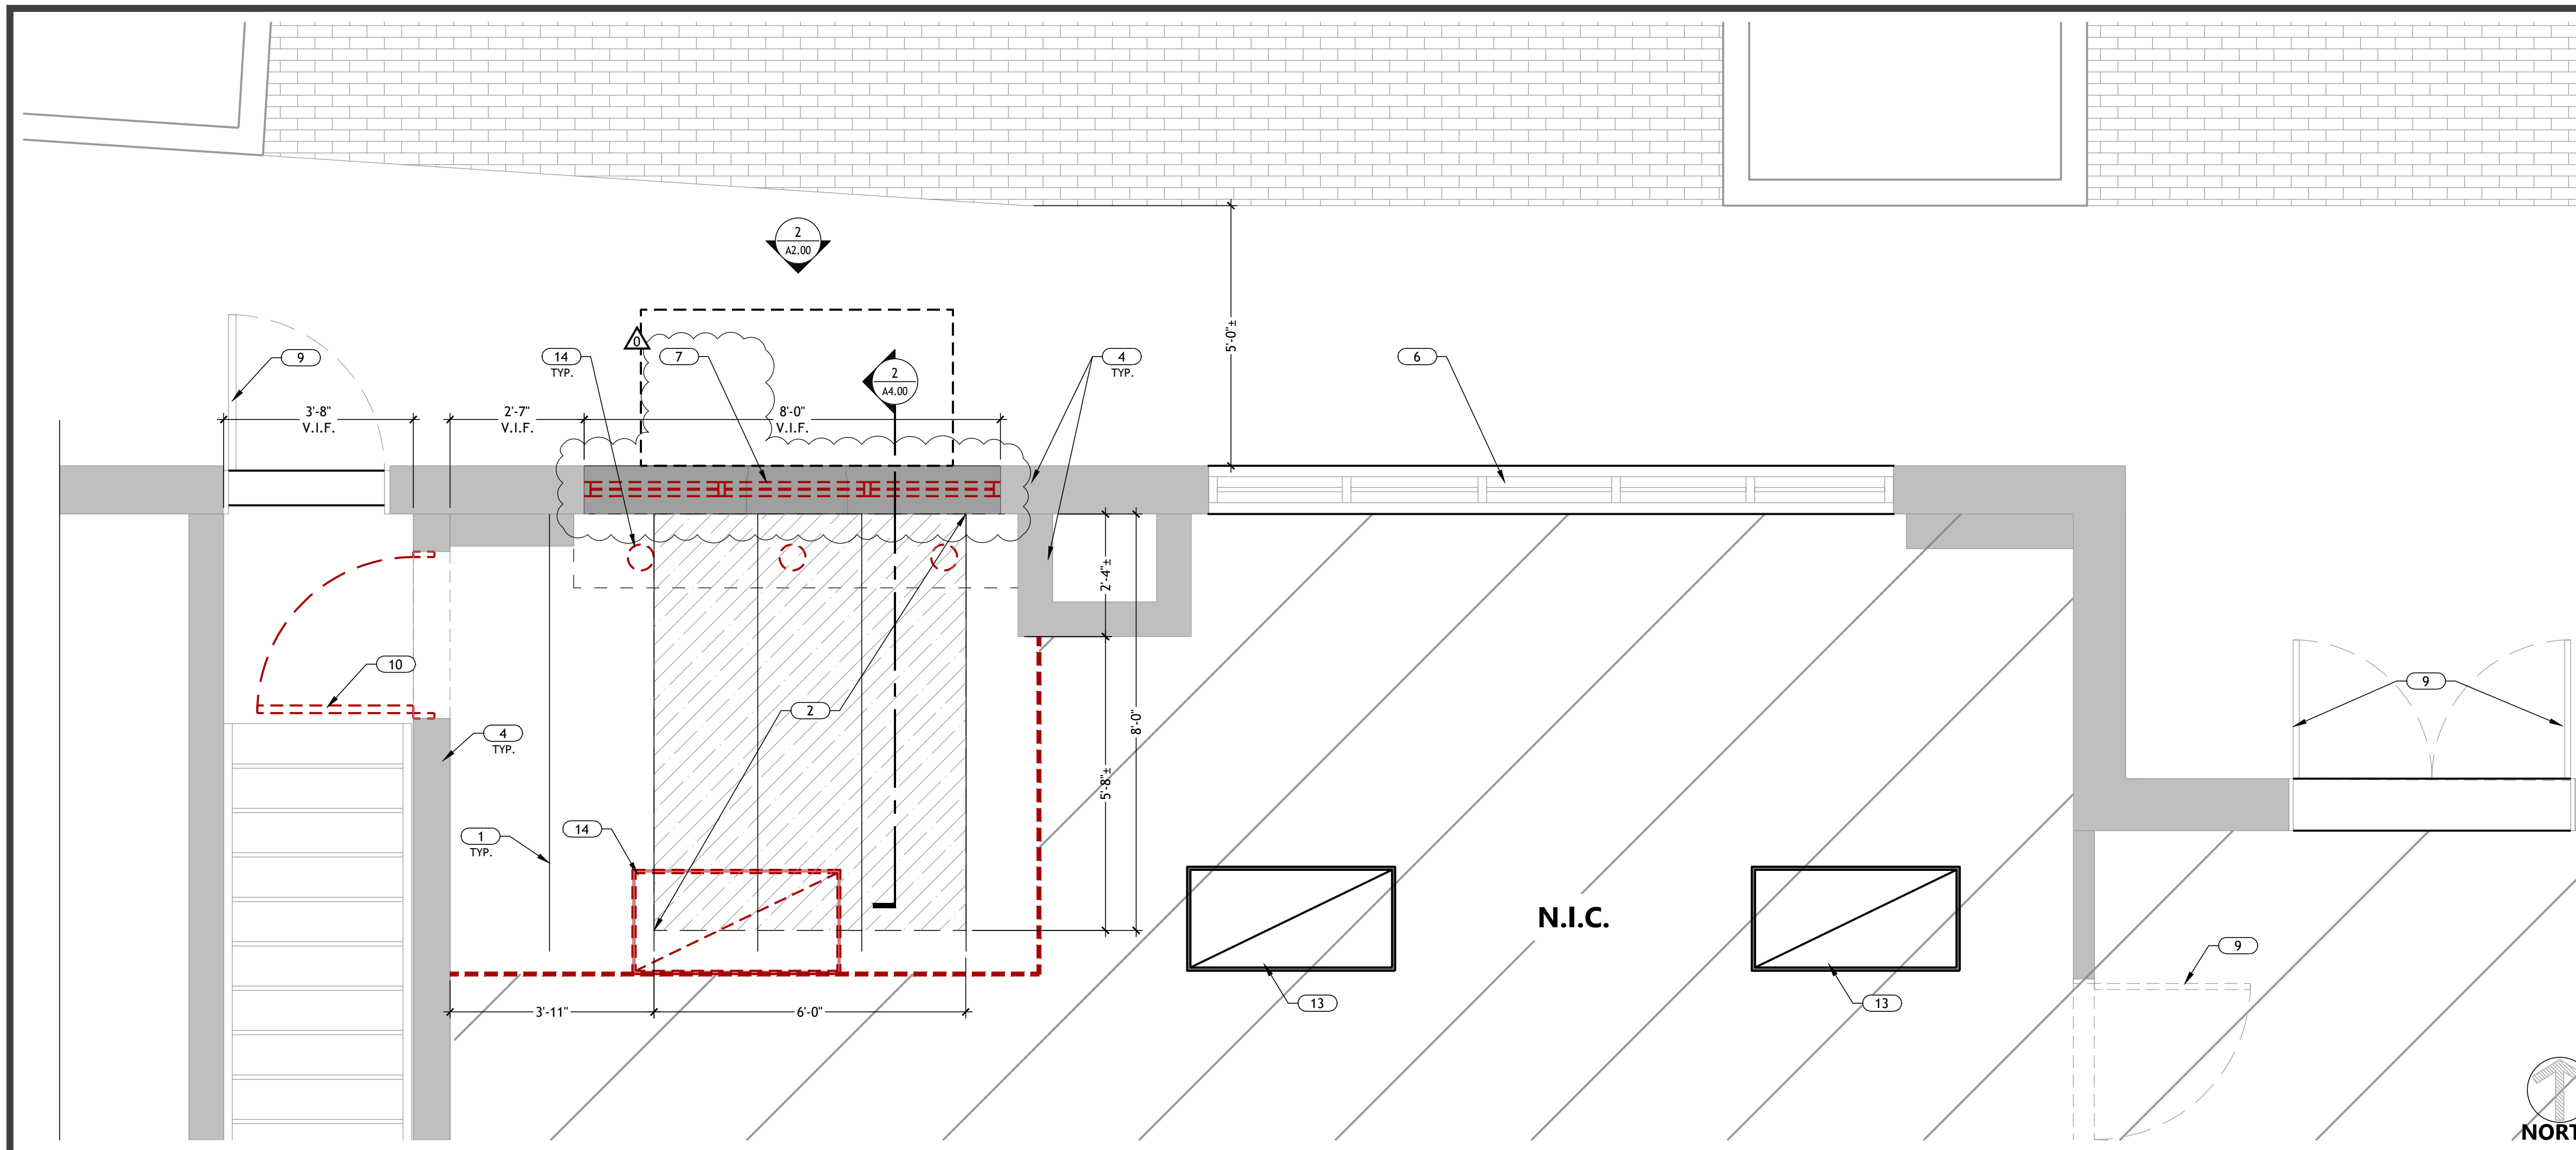 2
A2.00
5'-0"±
0
9
14
TYP.
7
2
A4.00
4
TYP.
6
3'-8"
V.I.F.
2'-7"
V.I.F.
8'-0"
V.I.F.
2'-4"±
10
9
2
8'-0"
4
TYP.
5'-8"±
1
TYP.
14
N.I.C.
9
13
13
3'-11"
6'-0"
NORT